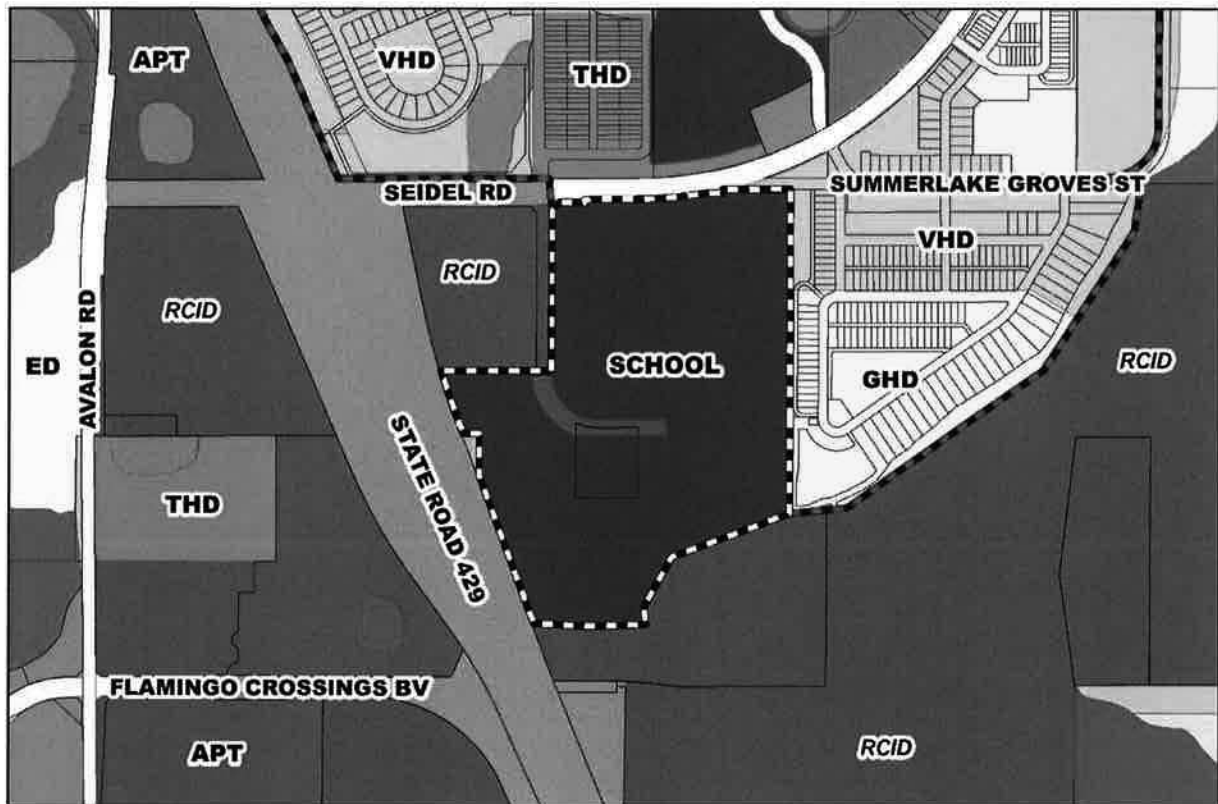 APT
VHD
THD
SEIDEL RD
SUMMERLAKE GROVES ST
VHD
RCID
RCID
SCHOOL
RCID
ED
AVALON RD
GHD
STATE ROAD 429
THD
FLAMINGO CROSSINGS BV
APT
RCID